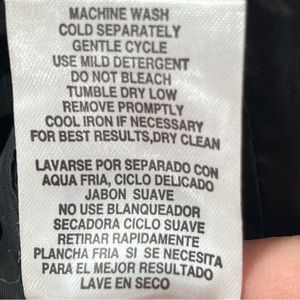 MACHINE WASH
COLD SEPARATELY
GENTLE CYCLE
USE MILD DETERGENT
DO NOT BLEACH
TUMBLE DRY LOW
REMOVE PROMPTLY
COOL IRON IF NECESSARY
FOR BEST RESULTS,DRY CLEAN
LAVARSE POR SEPARADO CON
AQUA FRIA, CICLO DELICADO
JABON SUAVE
NO USE BLANQUEADOR
SECADORA CICLO SUAVE
RETIRAR RAPIDAMENTE
PLANCHA FRIA SI SE NECESITA
PARA EL MEJOR RESULTADO
LAVE EN SECO